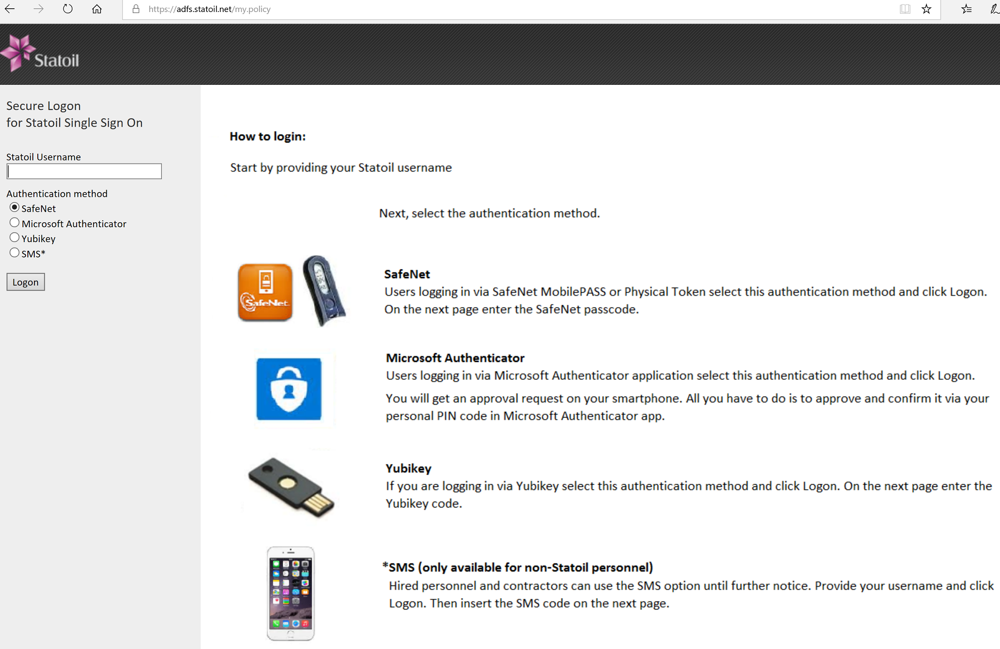 https://adfs.statoil.net/my.policy
Statoil
Secure Logon
for Statoil Single Sign On
Statoil Username
Authentication method
SafeNet
Microsoft Authenticator
Yubikey
SMS*
Logon
How to login:
Start by providing your Statoil username
Next, select the authentication method.
SafeNet
SafeNet
Users logging in via SafeNet MobilePASS or Physical Token select this authentication method and click Logon.
On the next page enter the SafeNet passcode.
Microsoft Authenticator
Users logging in via Microsoft Authenticator application select this authentication method and click Logon.
You will get an approval request on your smartphone. All you have to do is to approve and confirm it via your
personal PIN code in Microsoft Authenticator app.
Yubikey
If you are logging in via Yubikey select this authentication method and click Logon. On the next page enter the
Yubikey code.
*SMS (only available for non-Statoil personnel)
Hired personnel and contractors can use the SMS option until further notice. Provide your username and click
Logon. Then insert the SMS code on the next page.